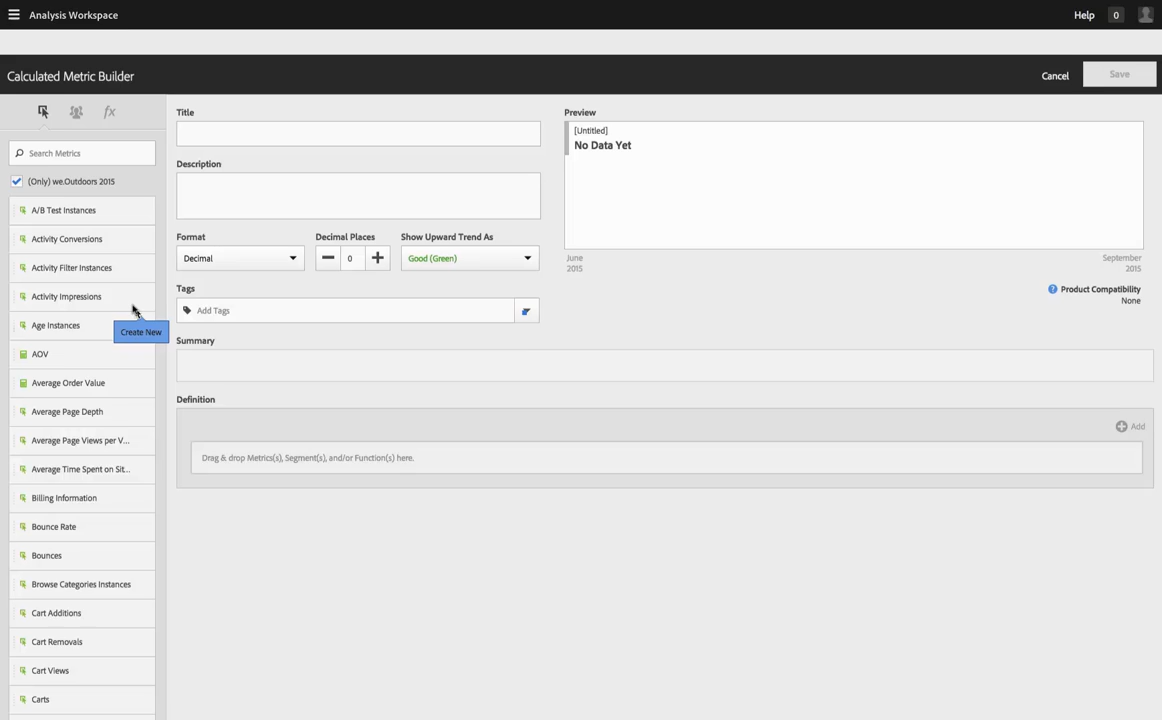 Analysis Workspace
Help
0
Calculated Metric Builder
Cancel
Save
fx
Search Metrics
(Only) we.Outdoors 2015
A/B Test Instances
Activity Conversions
Activity Filter Instances
Activity Impressions
Age Instances
Create New
AOV
Average Order Value
Average Page Depth
Average Page Views per V...
Average Time Spent on Sit...
Billing Information
Bounce Rate
Bounces
Browse Categories Instances
Cart Additions
Cart Removals
Cart Views
Carts
Title
Description
Format
Decimal Places
Show Upward Trend As
Decimal
0
Good (Green)
Tags
Add Tags
Preview
[Untitled]
No Data Yet
June
2015
September
2015
? Product Compatibility
None
Summary
Definition
Add
Drag & drop Metrics(s), Segment(s), and/or Function(s) here.